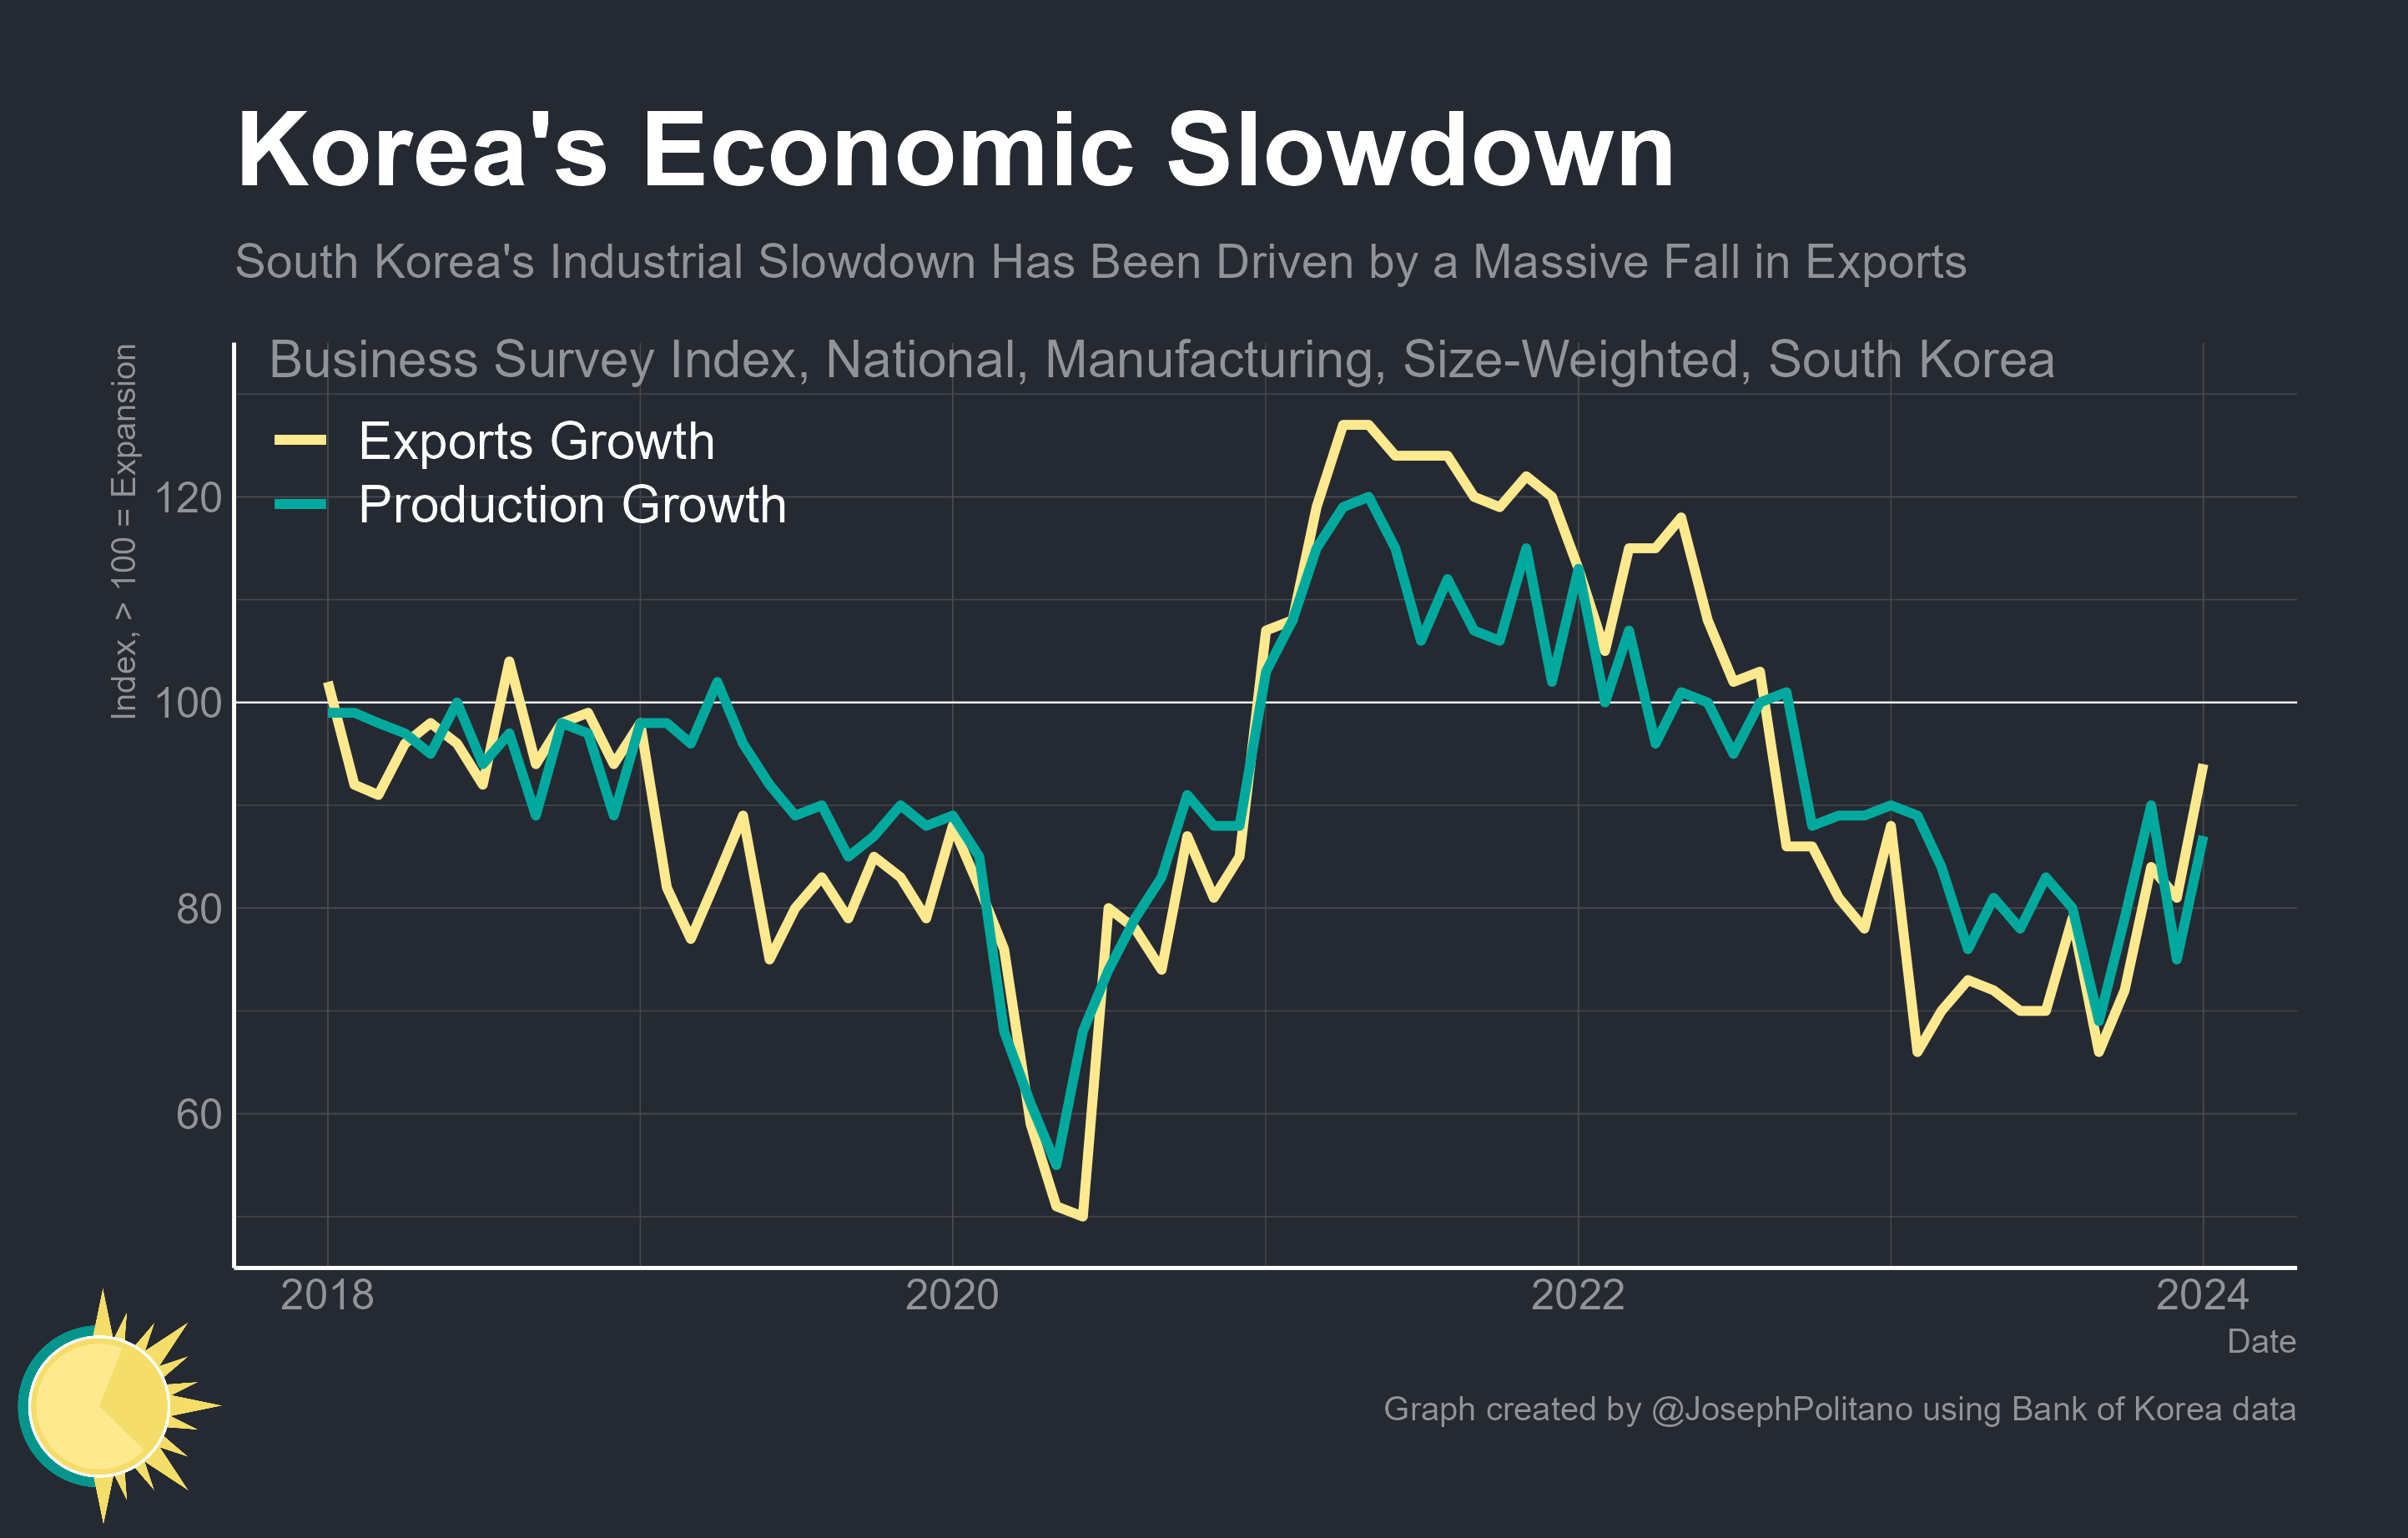 Korea's Economic Slowdown
South Korea's Industrial Slowdown Has Been Driven by a Massive Fall in Exports
Business Survey Index, National, Manufacturing, Size-Weighted, South Korea
Index, > 100 = Expansion
Exports Growth
Production Growth
120
100
80
60
2018 2020 2022 2024
Date
Graph created by @JosephPolitano using Bank of Korea data